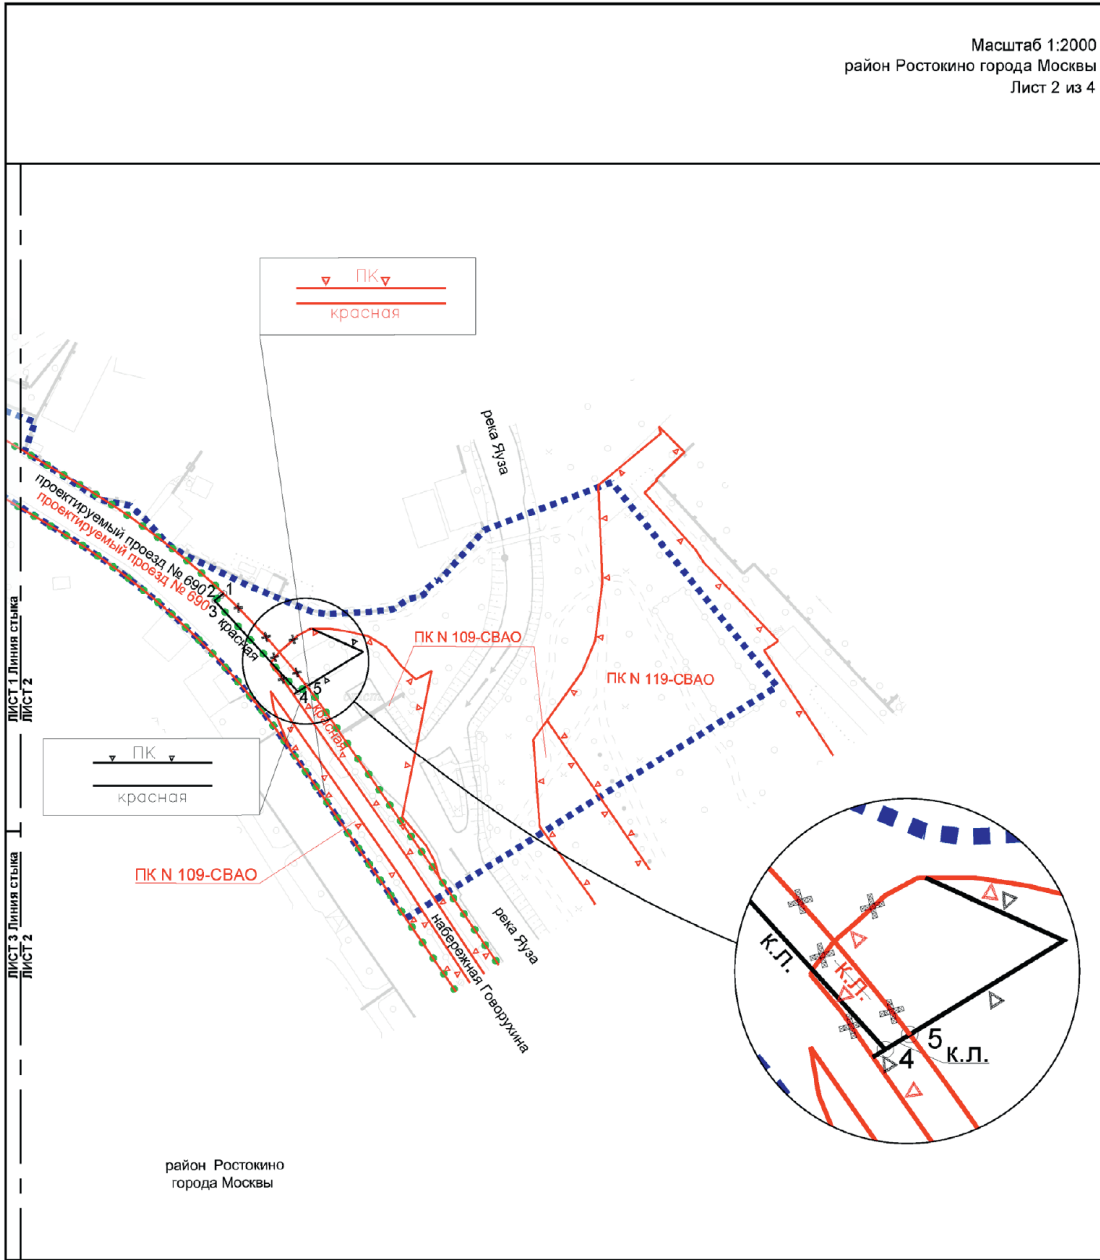 Масштаб 1:2000
район Ростокино города Москвы
Лист 2 из 4
ПК
красная
река Яуза
проектируемый проезд № 690
проектируемый проезд № 690
2
1
3
красная
ЛИСТ 1 Линия стыка
ЛИСТ 2
ПК N 109-СВАО
ПК N 119-СВАО
5
4
красная
ПК
красная
ПК N 109-СВАО
ЛИСТ 3 Линия стыка
ЛИСТ 2
набережная Говорухина
река Яуза
К.Л.
К.Л.
5
4
К.Л.
район Ростокино
города Москвы